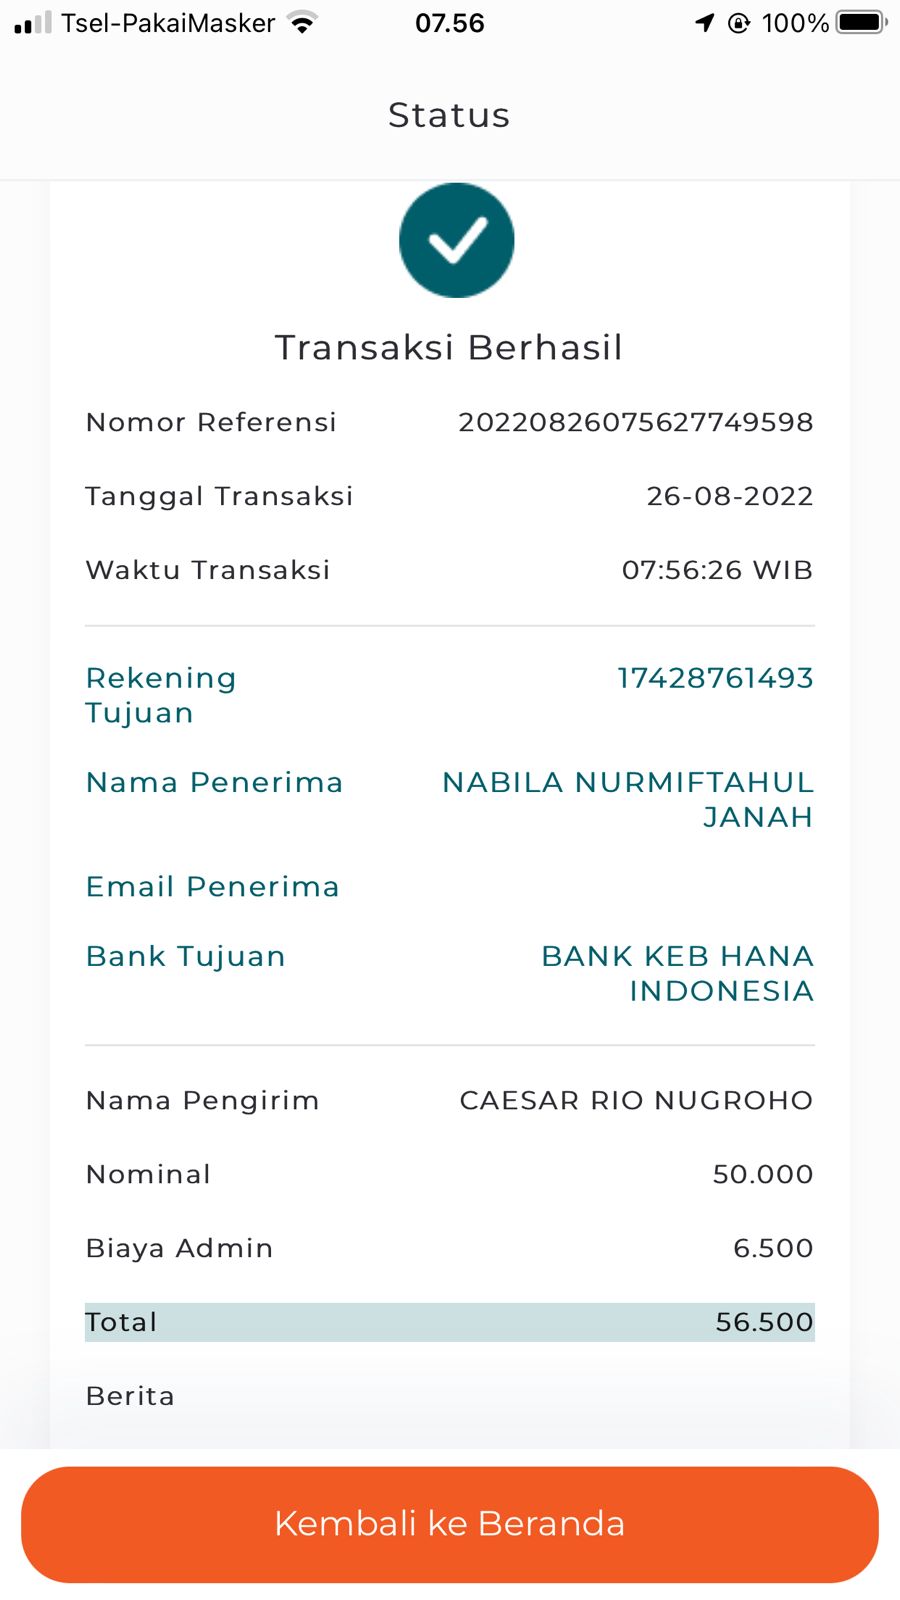 Tsel-PakaiMasker 07.56 100%
Status
Transaksi Berhasil
Nomor Referensi 20220826075627749598
Tanggal Transaksi 26-08-2022
Waktu Transaksi 07:56:26 WIB
Rekening 17428761493
Tujuan
Nama Penerima NABILA NURMIFTAHUL
JANAH
Email Penerima
Bank Tujuan BANK KEB HANA
INDONESIA
Nama Pengirim CAESAR RIO NUGROHO
Nominal 50.000
Biaya Admin 6.500
Total 56.500
Berita
Kembali ke Beranda